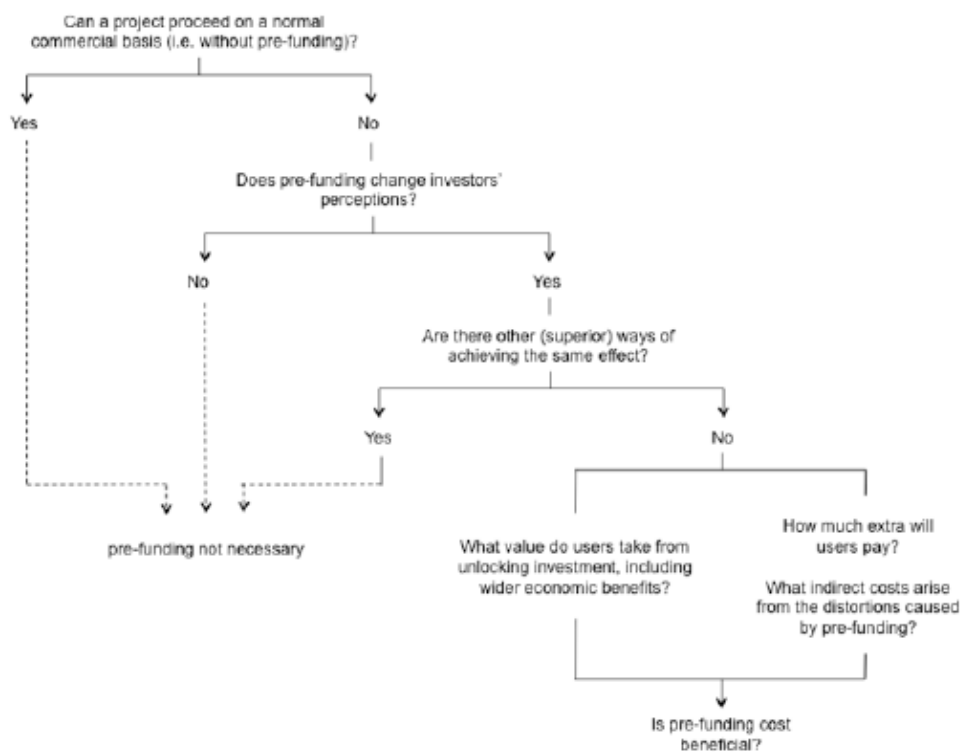 Can a project proceed on a normal
commercial basis (i.e. without pre-funding)?
Yes
No
Does pre-funding change investors'
perceptions?
No
Yes
Are there other (superior) ways of
achieving the same effect?
Yes
No
pre-funding not necessary
What value do users take from
unlocking investment, including
wider economic benefits?
How much extra will
users pay?
What indirect costs arise
from the distortions caused
by pre-funding?
Is pre-funding cost
beneficial?